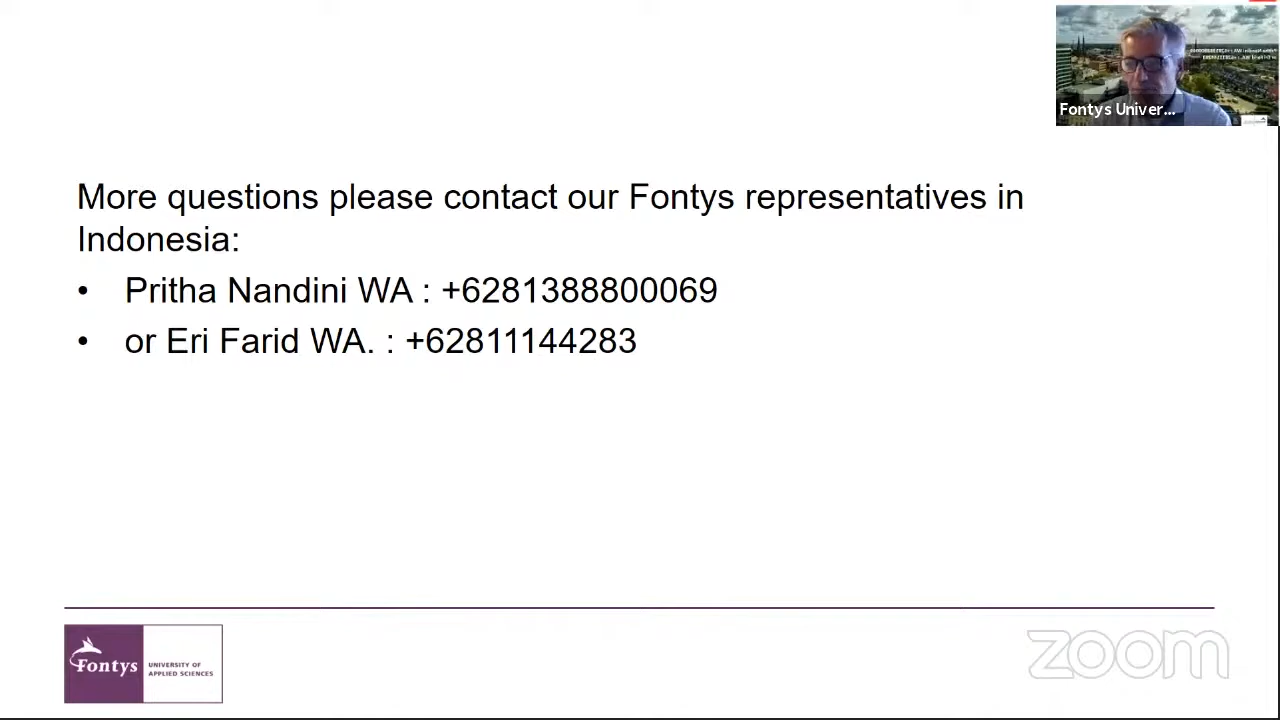 Fontys Univer...
More questions please contact our Fontys representatives in
Indonesia:
• Pritha Nandini WA : +6281388800069
• or Eri Farid WA. : +62811144283
Fontys
UNIVERSITY OF
APPLIED SCIENCES
zoom